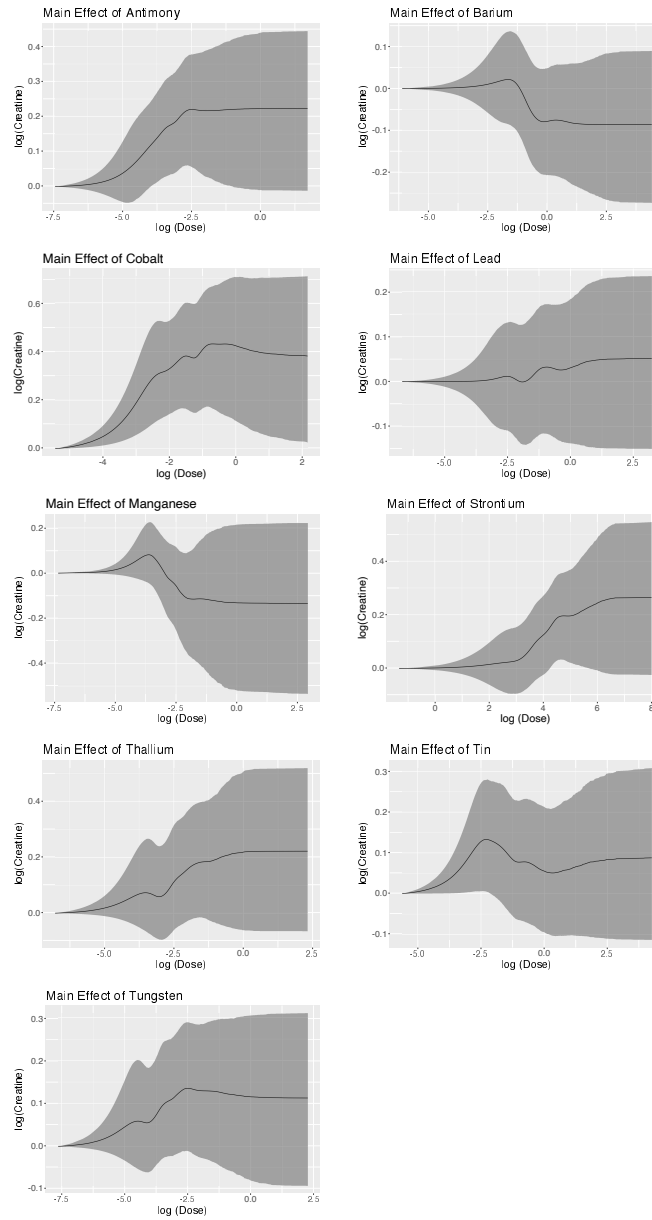 Main Effect of Antimony
log(Creatine)
0.4
0.3
0.2
0.1
0.0
-7.5 -5.0 -2.5 0.0
log (Dose)
Main Effect of Barium
log(Creatine)
0.1
0.0
-0.1
-0.2
-5.0 -2.5 0.0 2.5
log (Dose)
Main Effect of Cobalt
log(Creatine)
0.6
0.4
0.2
0.0
-4 -2 0 2
log (Dose)
Main Effect of Lead
log(Creatine)
0.2
0.1
0.0
-0.1
-5.0 -2.5 0.0 2.5
log (Dose)
Main Effect of Manganese
log(Creatine)
0.2
0.0
-0.2
-0.4
-7.5 -5.0 -2.5 0.0 2.5
log (Dose)
Main Effect of Strontium
log(Creatine)
0.4
0.2
0.0
0 2 4 6 8
log (Dose)
Main Effect of Thallium
log(Creatine)
0.4
0.2
0.0
-5.0 -2.5 0.0 2.5
log (Dose)
Main Effect of Tin
log(Creatine)
0.3
0.2
0.1
0.0
-0.1
-5.0 -2.5 0.0 2.5
log (Dose)
Main Effect of Tungsten
log(Creatine)
0.3
0.2
0.1
0.0
-0.1
-7.5 -5.0 -2.5 0.0 2.5
log (Dose)